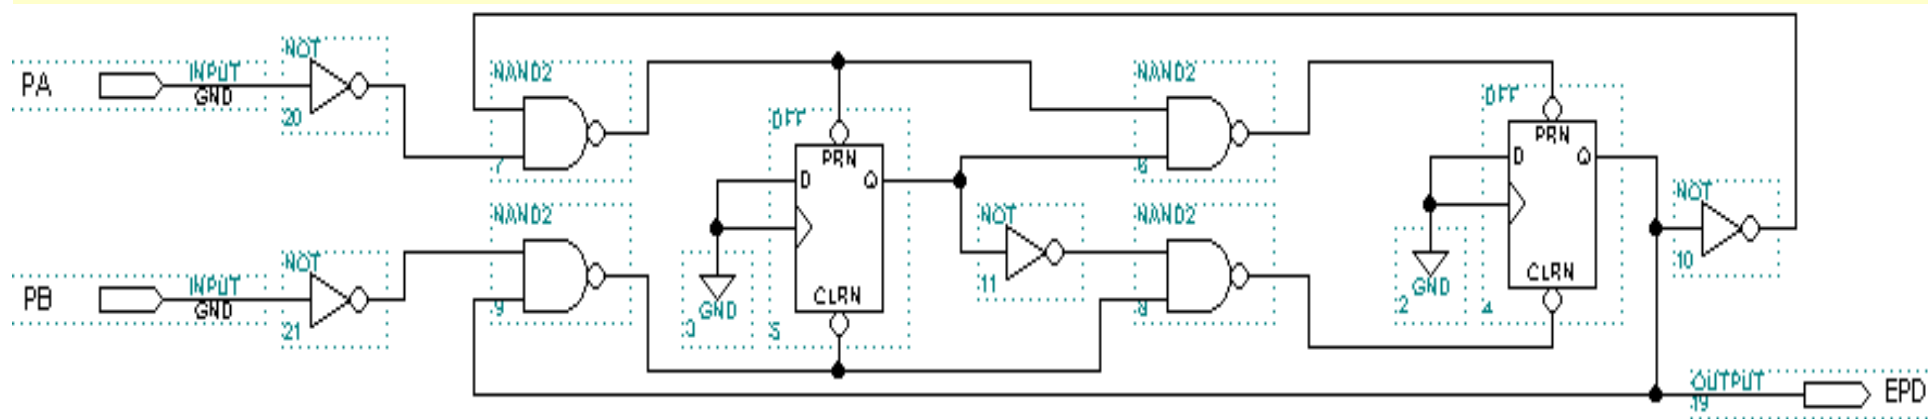 PA
INPUT
GND
NOT
20
NAND2
7
DFF
PRN
D
Q
CLRN
5
GND
3
NAND2
6
DFF
PRN
D
Q
CLRN
4
GND
2
NOT
10
PB
INPUT
GND
NOT
21
NAND2
9
NOT
11
NAND2
8
OUTPUT
19
EPD